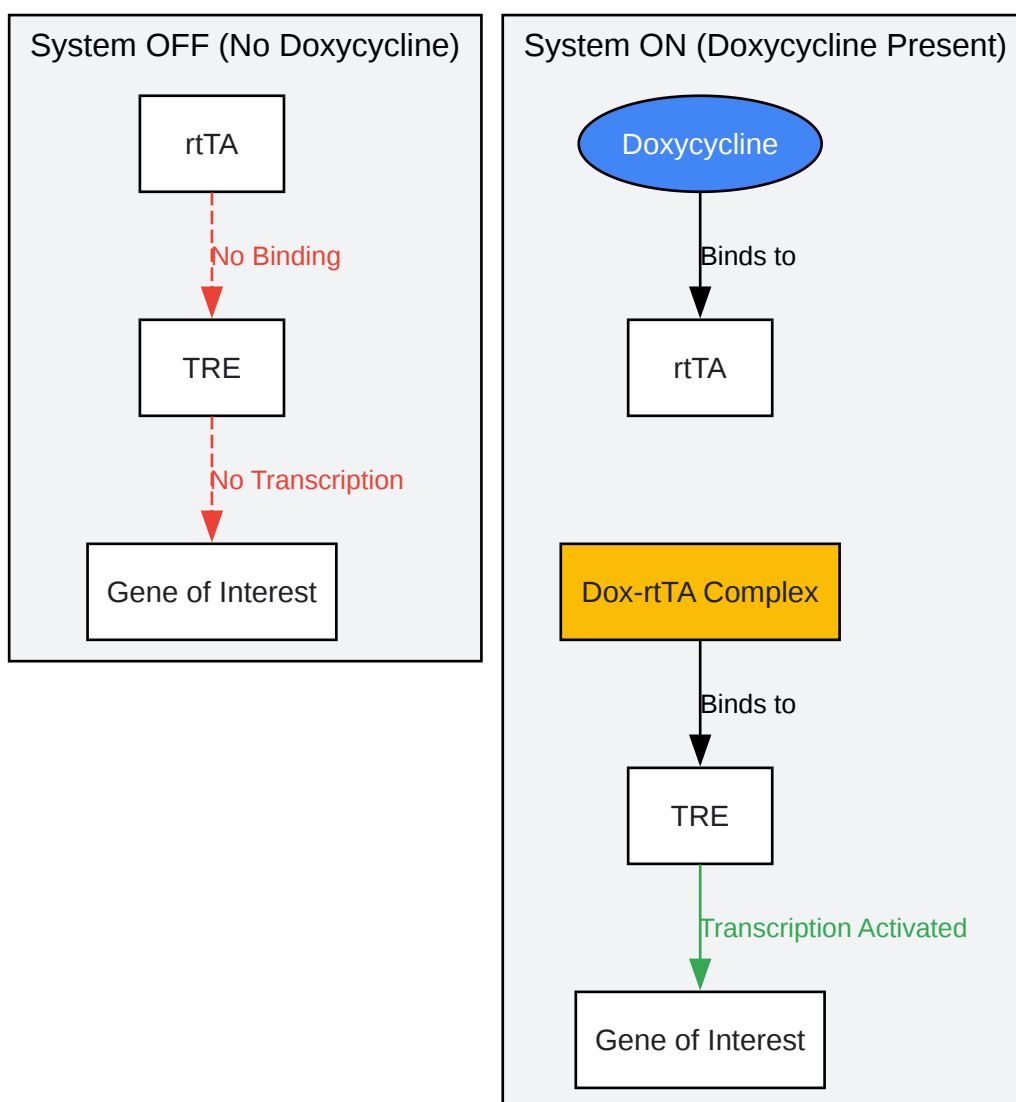 System OFF (No Doxycycline)
rtTA
No Binding
TRE
No Transcription
Gene of Interest
System ON (Doxycycline Present)
Doxycycline
Binds to
rtTA
Dox-rtTA Complex
Binds to
TRE
Transcription Activated
Gene of Interest